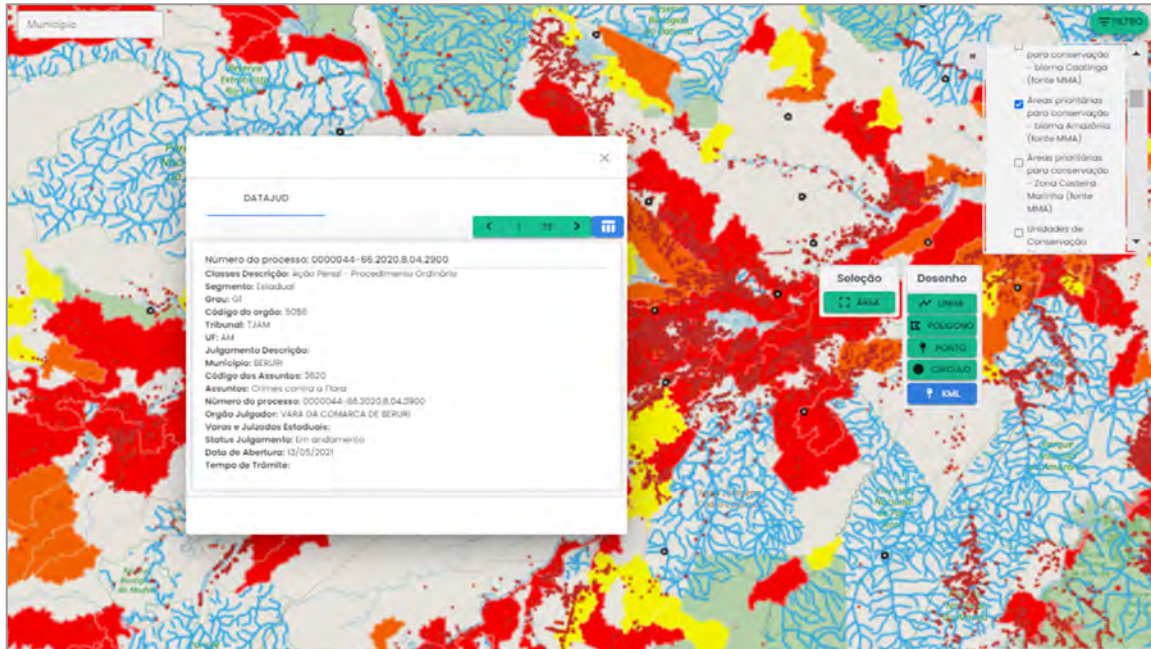 Município
FILTRO
para conservação
- bioma Caatinga
(fonte MMA)
Áreas prioritárias
para conservação
- bioma Amazônia
(fonte MMA)
Áreas prioritárias
para conservação
- Zona Costeira
Marinha (fonte
MMA)
Unidades de
Conservação
DATAJUD
Número do processo: 0000044-66.2020.8.04.2900
Classes Descrição: Ação Penal - Procedimento Ordinário
Segmento: Estadual
Grau: G1
Código do orgão: 5056
Tribunal: TJAM
UF: AM
Julgamento Descrição:
Município: BERURI
Código dos Assuntos: 3620
Assuntos: Crimes contra a Flora
Número do processo: 0000044-66.2020.8.04.2900
Orgão Julgador: VARA DA COMARCA DE BERURI
Varas e Juizados Estaduais:
Status Julgamento: Em andamento
Data de Abertura: 13/05/2021
Tempo de Trâmite:
Seleção
ÁREA
Desenho
LINHA
POLÍGONO
PONTO
CÍRCULO
KML